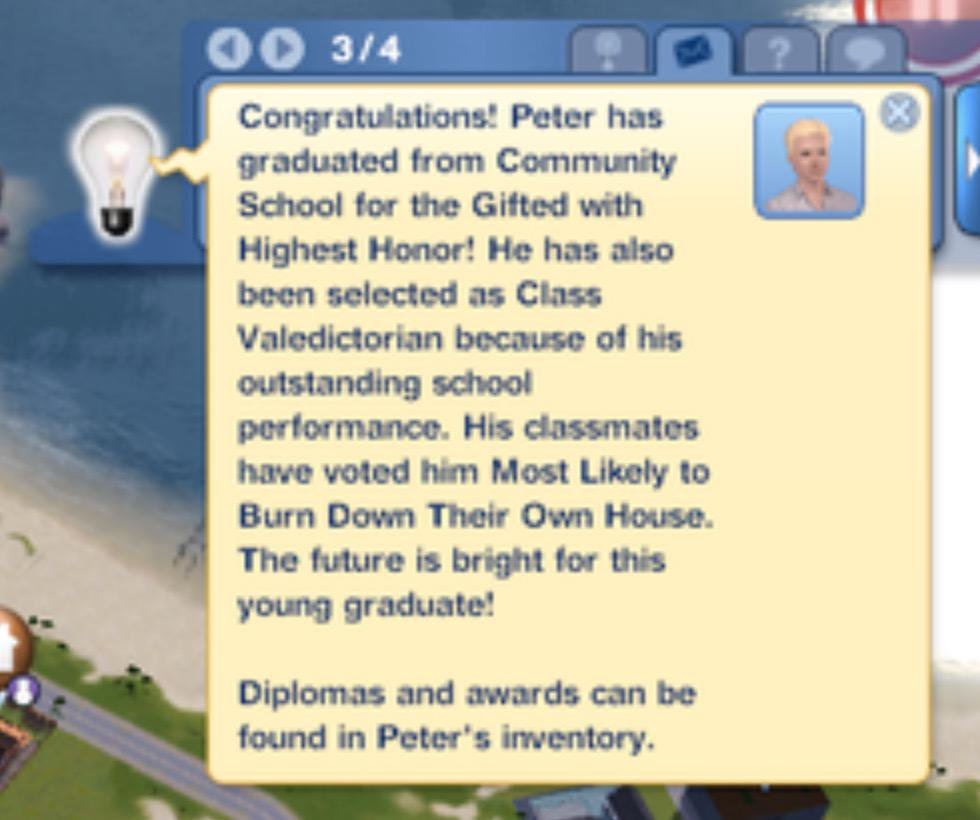 3/4
?
Congratulations! Peter has
graduated from Community
School for the Gifted with
Highest Honor! He has also
been selected as Class
Valedictorian because of his
outstanding school
performance. His classmates
have voted him Most Likely to
Burn Down Their Own House.
The future is bright for this
young graduate!
Diplomas and awards can be
found in Peter's inventory.